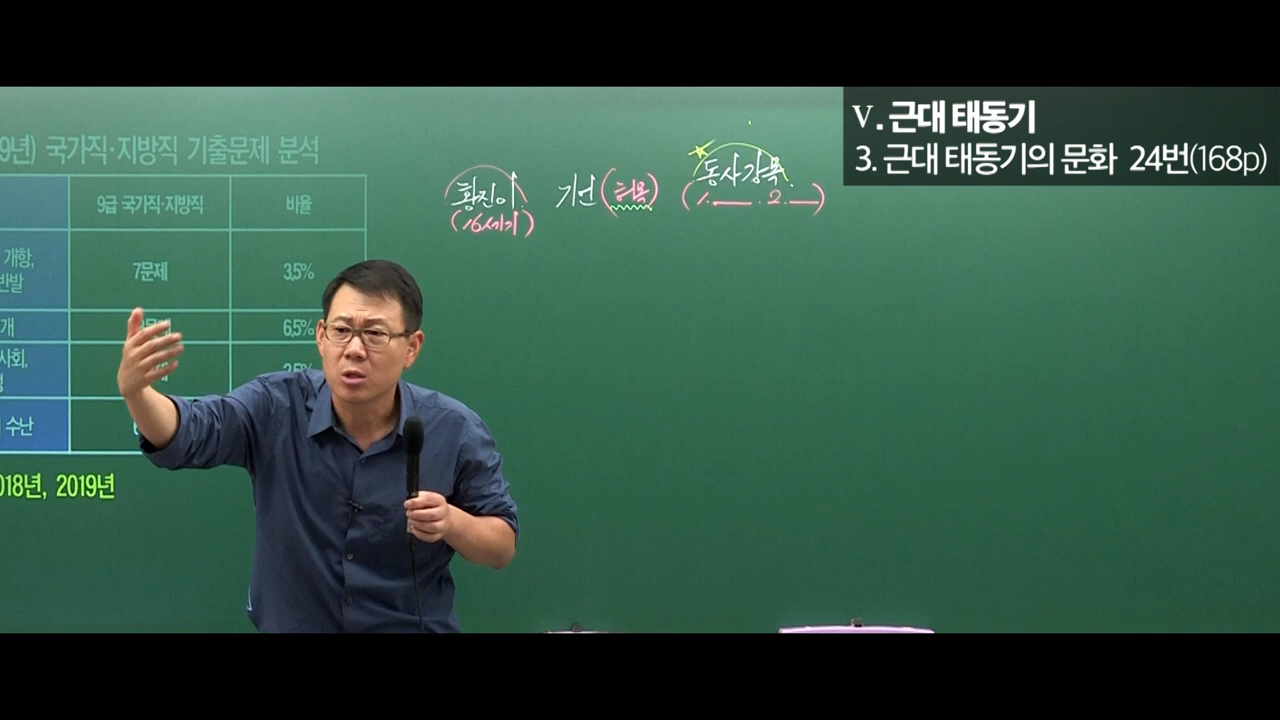 Ⅴ. 근대 태동기
3. 근대 태동기의 문화 24번(168p)
9년) 국가직·지방직 기출문제 분석
9급 국가직·지방직 비율
개항,
반발
7문제 3.5%
개
6.5%
사회,
수난
018년, 2019년
황진이
(16세기)
기언(허목)
동사강목
(1. 2. )